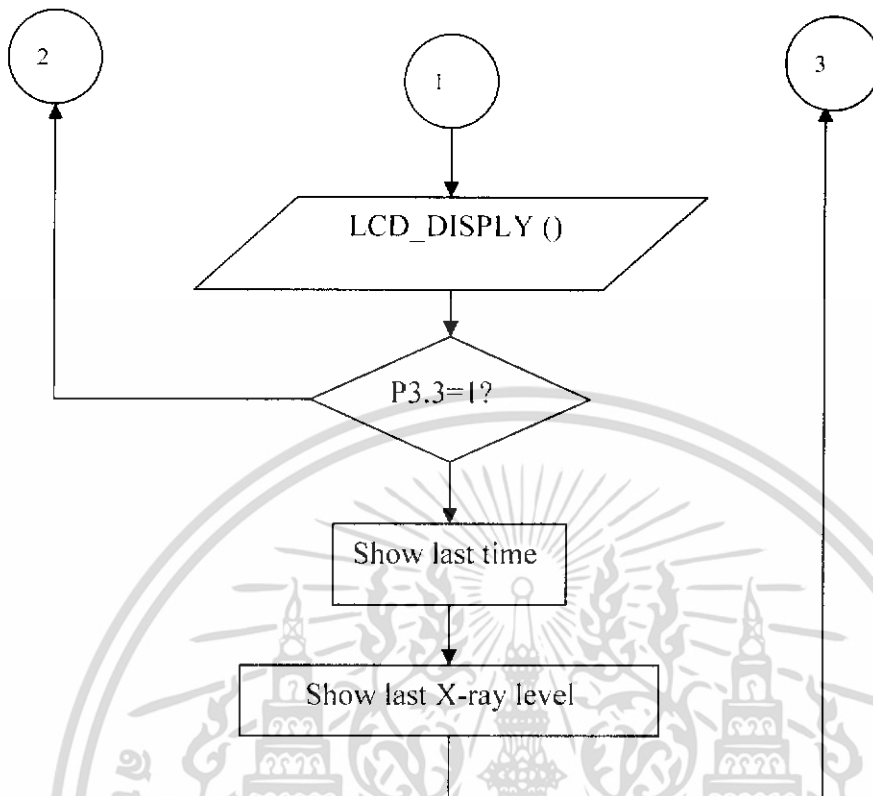 2
1
3
LCD_DISPLY ()
P3.3=1?
Show last time
Show last X-ray level